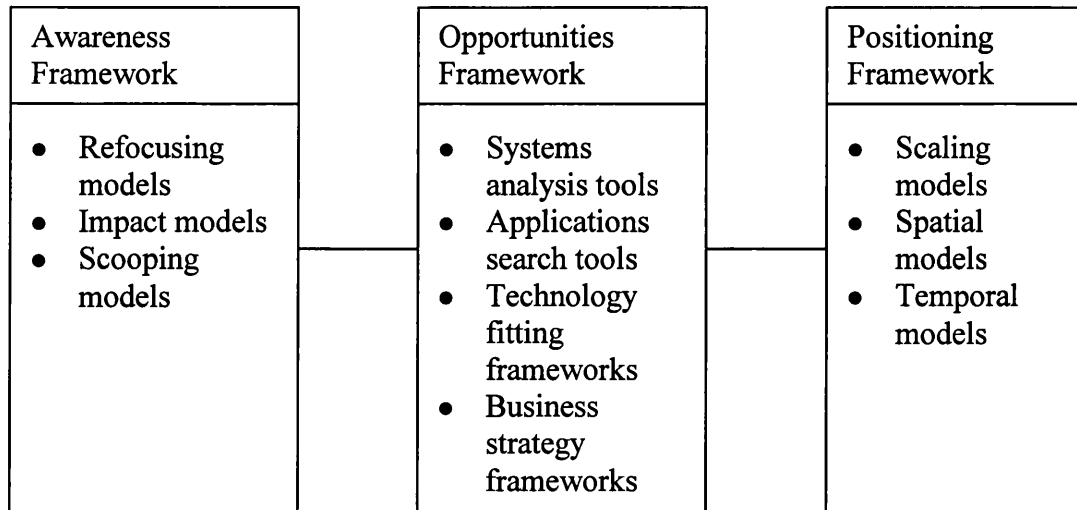 Awareness
Framework
● Refocusing
models
● Impact models
● Scooping
models
Opportunities
Framework
● Systems
analysis tools
● Applications
search tools
● Technology
fitting
frameworks
● Business
strategy
frameworks
Positioning
Framework
● Scaling
models
● Spatial
models
● Temporal
models